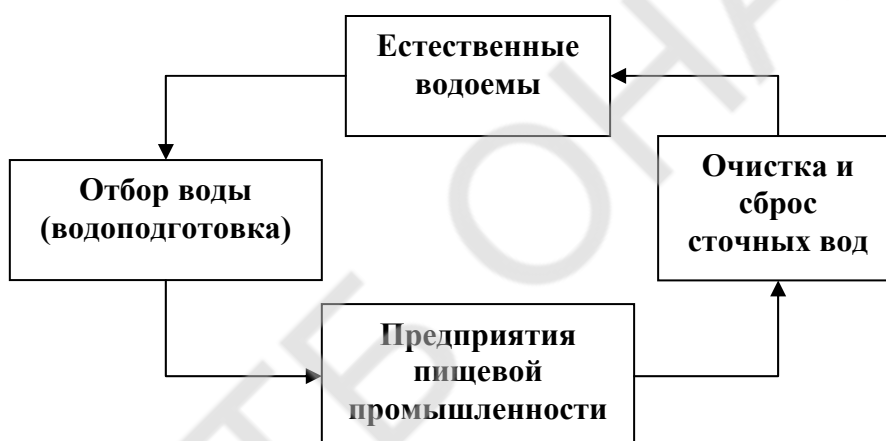 Естественные
водоемы
Отбор воды
(водоподготовка)
Очистка и
сброс
сточных вод
Предприятия
пищевой
промышленности